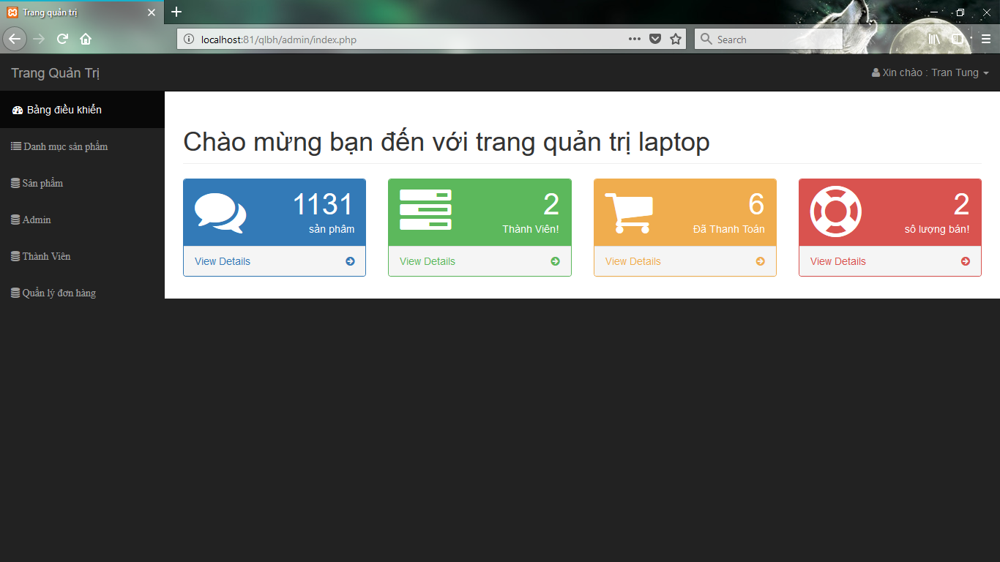 Trang quản trị
localhost:81/qlbh/admin/index.php
Search
Trang Quản Trị
Xin chào : Tran Tung
Bảng điều khiển
Danh mục sản phẩm
Sản phẩm
Admin
Thành Viên
Quẩn lý đơn hàng
Chào mừng bạn đến với trang quản trị laptop
1131
sản phâm
View Details
2
Thành Viên!
View Details
6
Đã Thanh Toán
View Details
2
sô lượng bán!
View Details